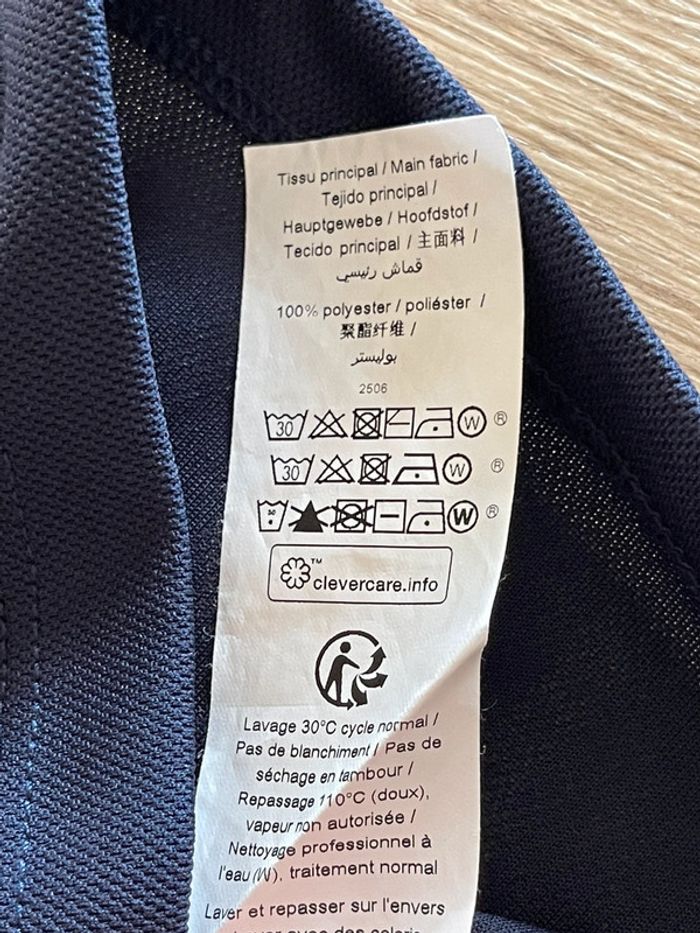 Tissu principal / Main fabric /
Tejido principal /
Hauptgewebe / Hoofdstof /
Tecido principal / 主面料 /
قماش رئيسي
100% polyester / poliéster /
聚酯纤维 /
بوليستر
2506
30 W ®
30 W ®
30 W ®
™
clevercare.info
Lavage 30°C cycle normal /
Pas de blanchiment / Pas de
séchage en tambour /
Repassage 110°C (doux),
vapeur non autorisée /
Nettoyage professionnel à
l'eau (W), traitement normal
Laver et repasser sur l'envers